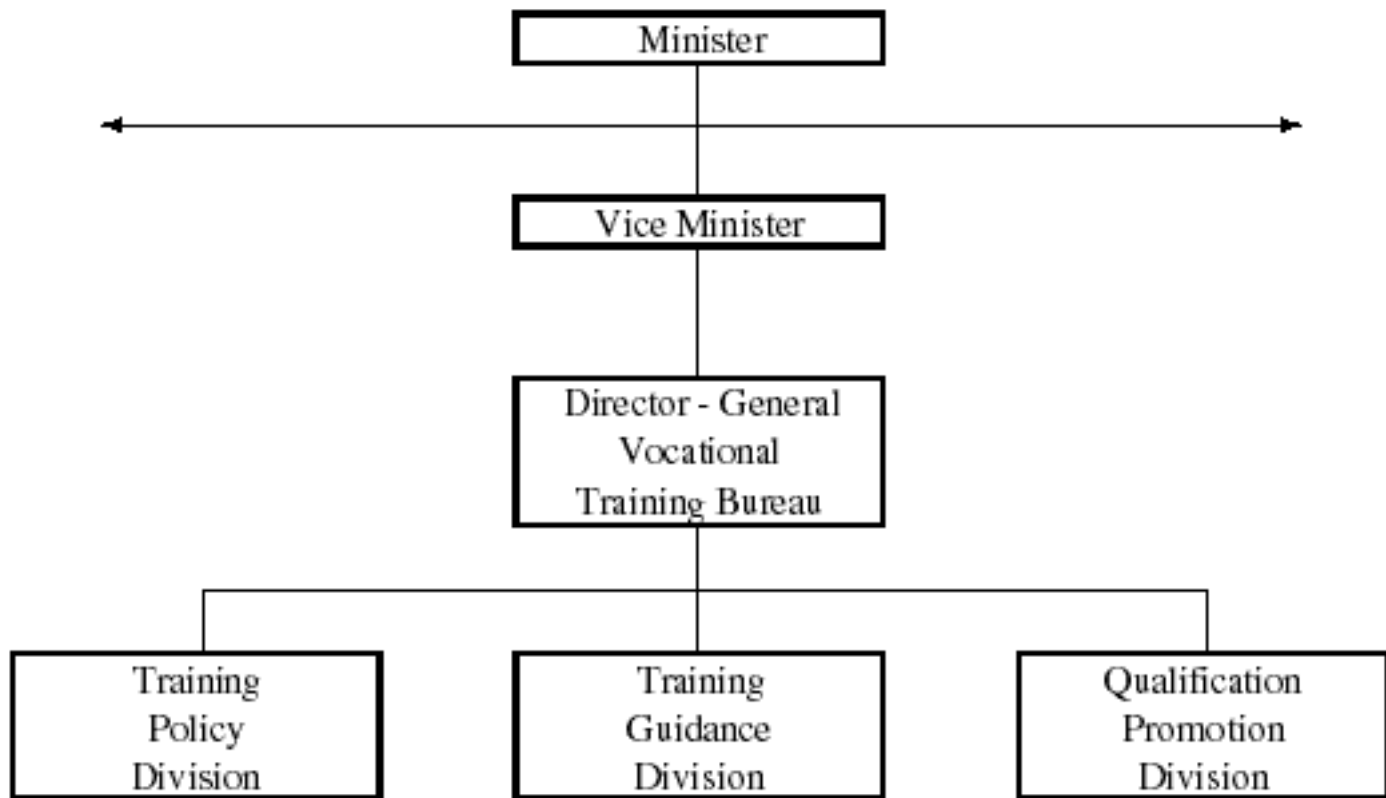 Minister
Vice Minister
Director - General
Vocational
Training Bureau
Training
Policy
Division
Training
Guidance
Division
Qualification
Promotion
Division